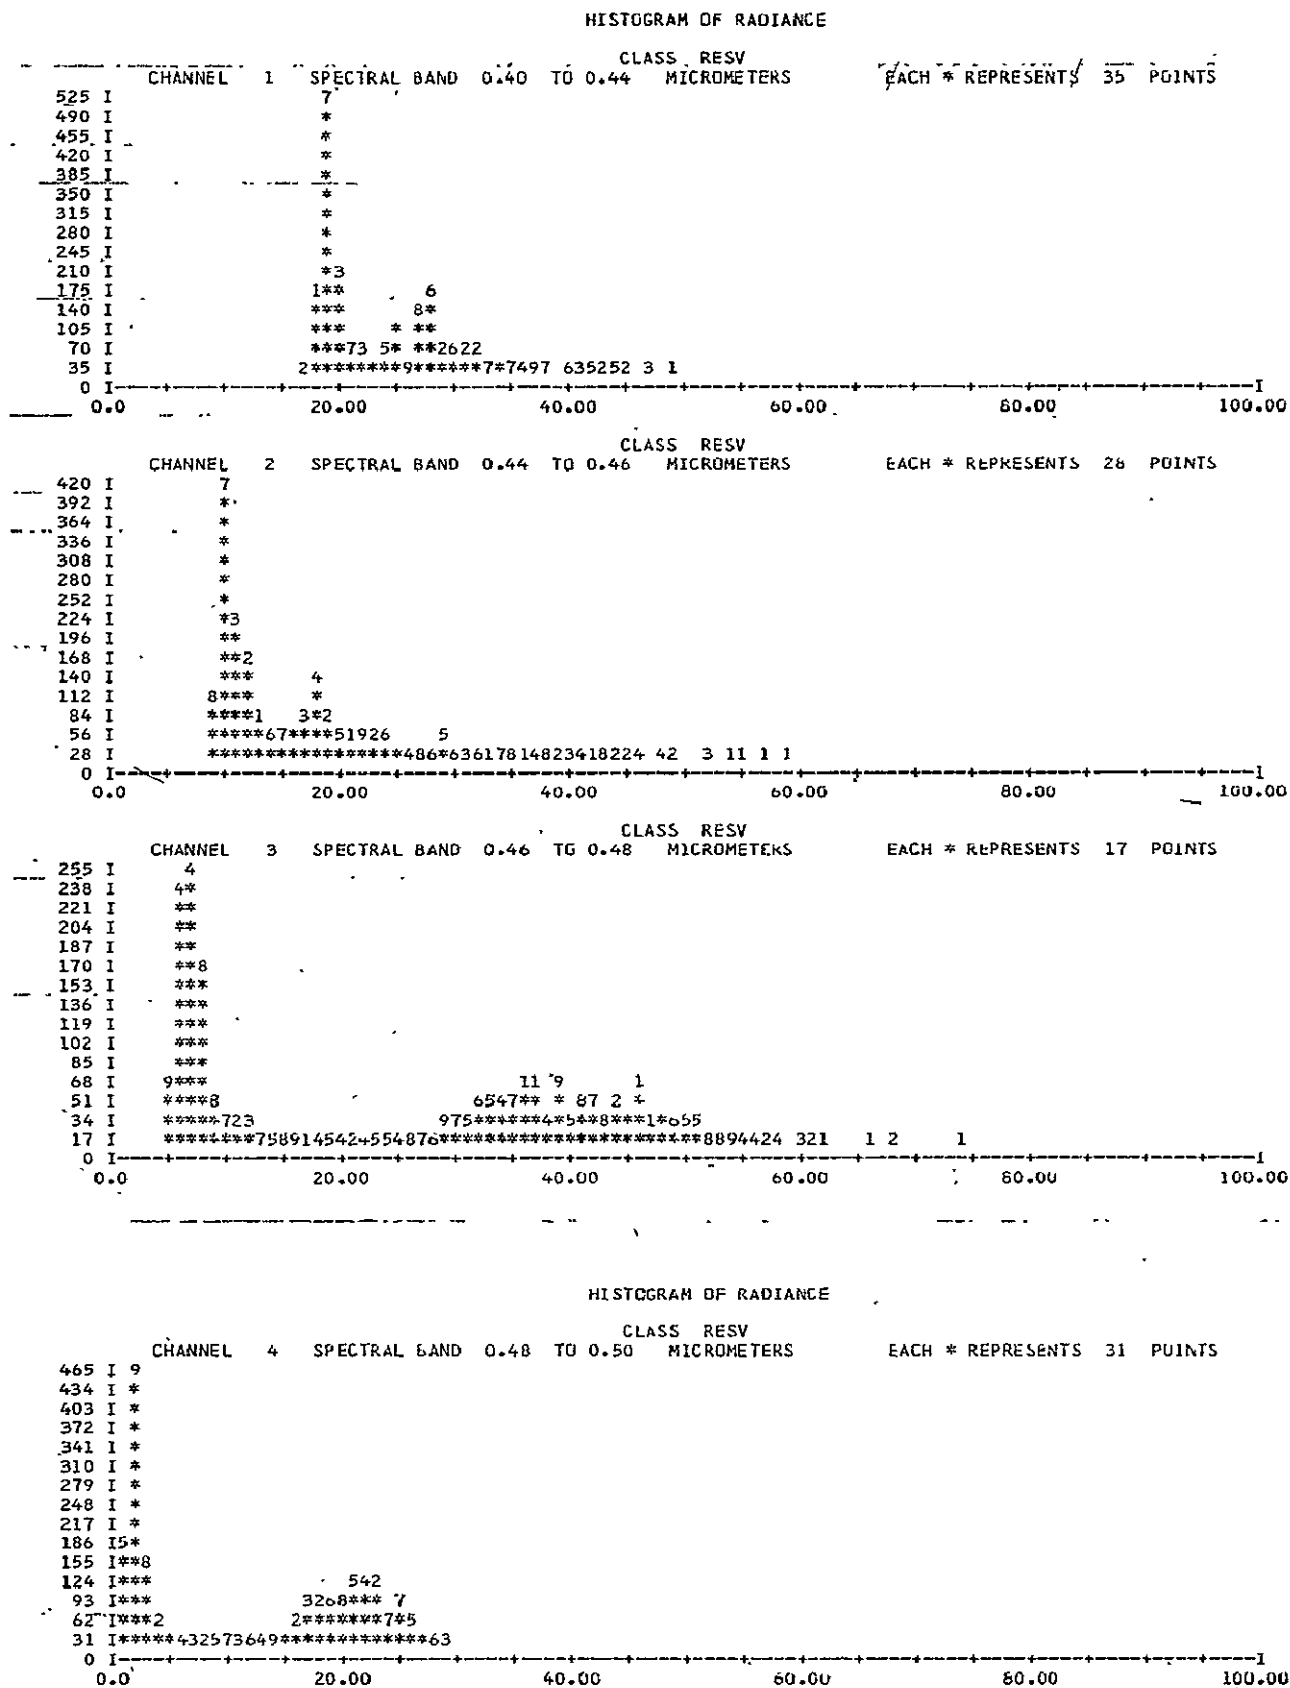 HISTOGRAM OF RADIANCE
CLASS RESV
CHANNEL 1 SPECTRAL BAND 0.40 TO 0.44 MICROMETERS EACH * REPRESENTS 35 POINTS
525 I 7
490 I *
455 I *
420 I *
385 I *
350 I *
315 I *
280 I *
245 I *
210 I *3
175 I 1** 6
140 I *** 8*
105 I *** * **
70 I ***73 5* **2622
35 I 2********9******7*7497 635252 3 1
0 I----+----+----+----+----+----+----+----+----+----+----+----+----+----+----+----+----+----+----+----I
0.0 20.00 40.00 60.00 80.00 100.00
CLASS RESV
CHANNEL 2 SPECTRAL BAND 0.44 TO 0.46 MICROMETERS EACH * REPRESENTS 28 POINTS
420 I 7
392 I *
364 I *
336 I *
308 I *
280 I *
252 I *
224 I *3
196 I **
168 I **2
140 I *** 4
112 I 8*** *
84 I ****1 3*2
56 I *****67****51926 5
28 I *****************486*63617814823418224 42 3 11 1 1
0 I----+----+----+----+----+----+----+----+----+----+----+----+----+----+----+----+----+----+----+----I
0.0 20.00 40.00 60.00 80.00 100.00
CLASS RESV
CHANNEL 3 SPECTRAL BAND 0.46 TO 0.48 MICROMETERS EACH * REPRESENTS 17 POINTS
255 I 4
238 I 4*
221 I **
204 I **
187 I **
170 I **8
153 I ***
136 I ***
119 I ***
102 I ***
85 I ***
68 I 9*** 11 9 1
51 I ****8 6547** * 87 2 *
34 I *****723 975******4*5**8***1*655
17 I ********7589145424554876***********************8894424 321 1 2 1
0 I----+----+----+----+----+----+----+----+----+----+----+----+----+----+----+----+----+----+----+----I
0.0 20.00 40.00 60.00 80.00 100.00
HISTOGRAM OF RADIANCE
CLASS RESV
CHANNEL 4 SPECTRAL BAND 0.48 TO 0.50 MICROMETERS EACH * REPRESENTS 31 POINTS
465 I 9
434 I *
403 I *
372 I *
341 I *
310 I *
279 I *
248 I *
217 I *
186 I5*
155 I**8
124 I*** 542
93 I*** 3268*** 7
62 I***2 2*******7*5
31 I*****432573649*************63
0 I----+----+----+----+----+----+----+----+----+----+----+----+----+----+----+----+----+----+----+----I
0.0 20.00 40.00 60.00 80.00 100.00